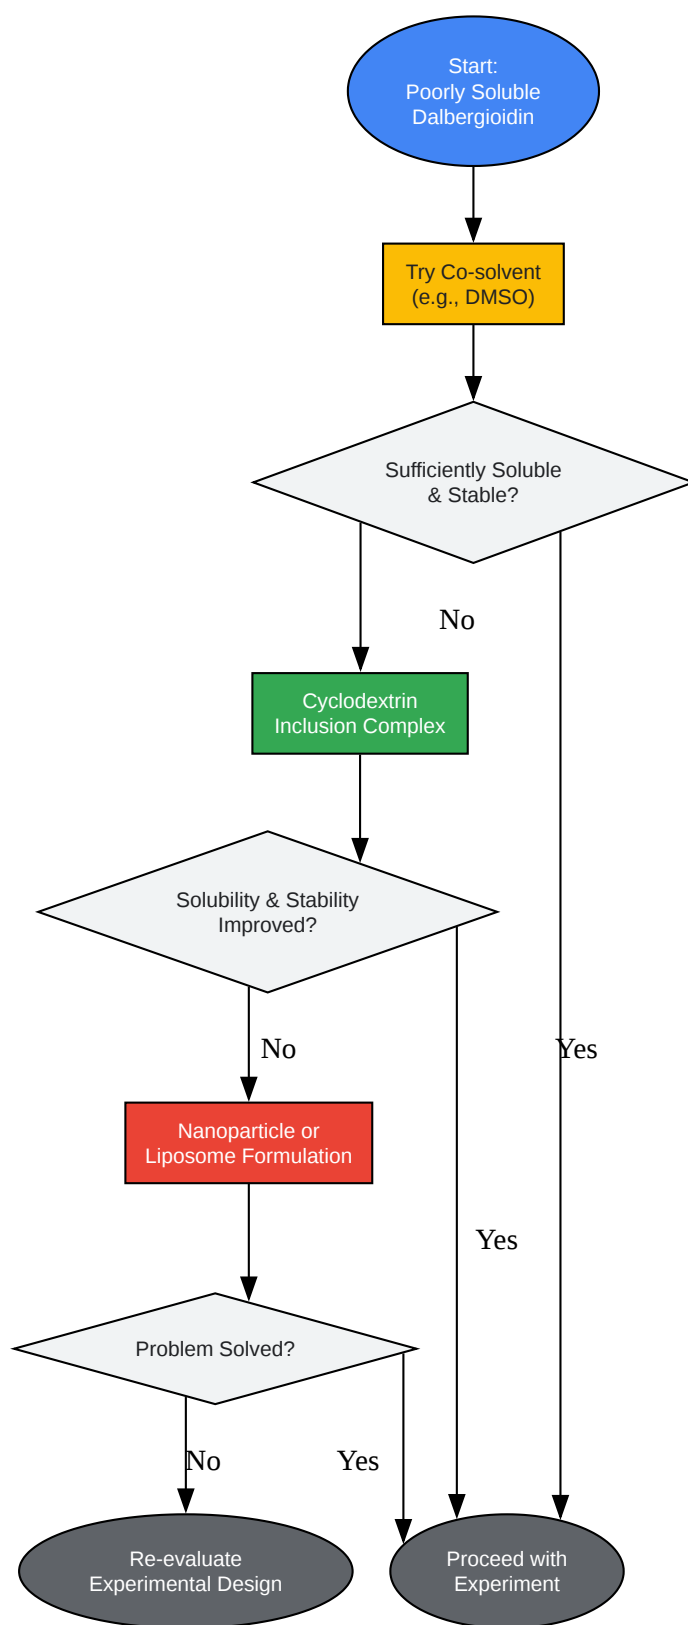 Start:
Poorly Soluble
Dalbergioidin
Try Co-solvent
(e.g., DMSO)
Sufficiently Soluble
& Stable?
No
Cyclodextrin
Inclusion Complex
Solubility & Stability
Improved?
No
Yes
Nanoparticle or
Liposome Formulation
Yes
Problem Solved?
No
Yes
Re-evaluate
Experimental Design
Proceed with
Experiment